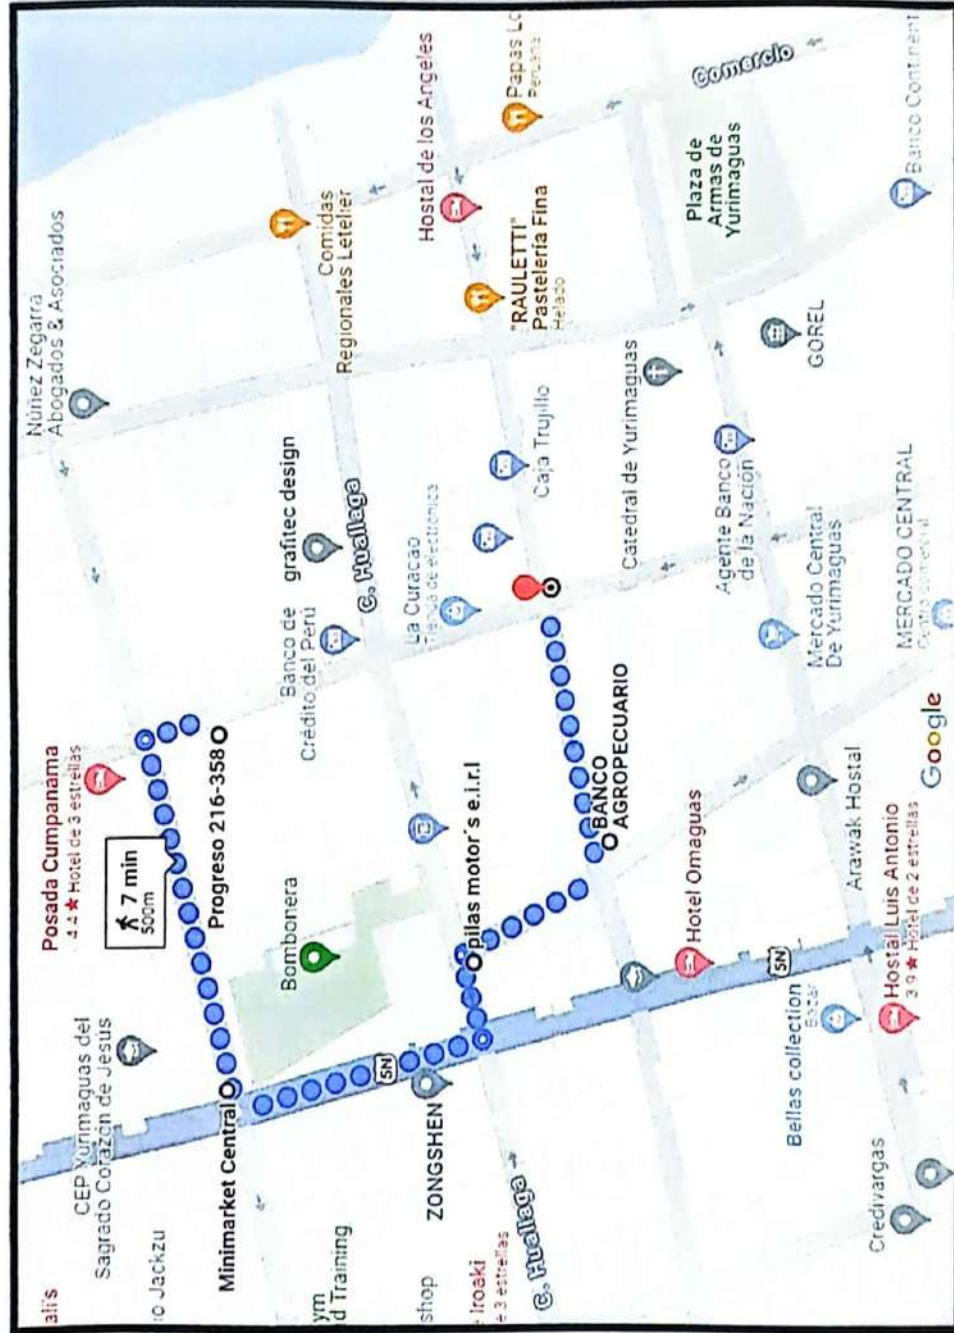 Núñez Zegarra
Abogados & Asociados
Posada Cumpanama
4.4 ★ Hotel de 3 estrellas
CEP Yurimaguas del
Sagrado Corazón de Jesús
ali's
7 min
500m
Comidas
Regionales Letelier
grafitec design
Banco de
Crédito del Perú
Progreso 216-358
Minimarket Central
Bombonera
io Jackzu
C. Huallaga
Hostal de los Angeles
Papas Lo
Peruana
"RAULETTI"
Pastelería Fina
Helado
Caja Trujillo
La Curacao
Tienda de electrónica
pilas motor´s e.i.r.l
5N
ZONGSHEN
ym
d Training
shop
Iroaki
e 3 estrellas
C. Huallaga
Comercio
Plaza de
Armas de
Yurimaguas
Catedral de Yurimaguas
BANCO
AGROPECUARIO
Hotel Omaguas
Banco Continent
GOREL
Agente Banco
de la Nación
Mercado Central
De Yurimaguas
MERCADO CENTRAL
Centro comercial
Arawak Hostal
5N
Bellas collection
Bazar
Hostal Luis Antonio
3.9 ★ Hotel de 2 estrellas
Credivargas
Google